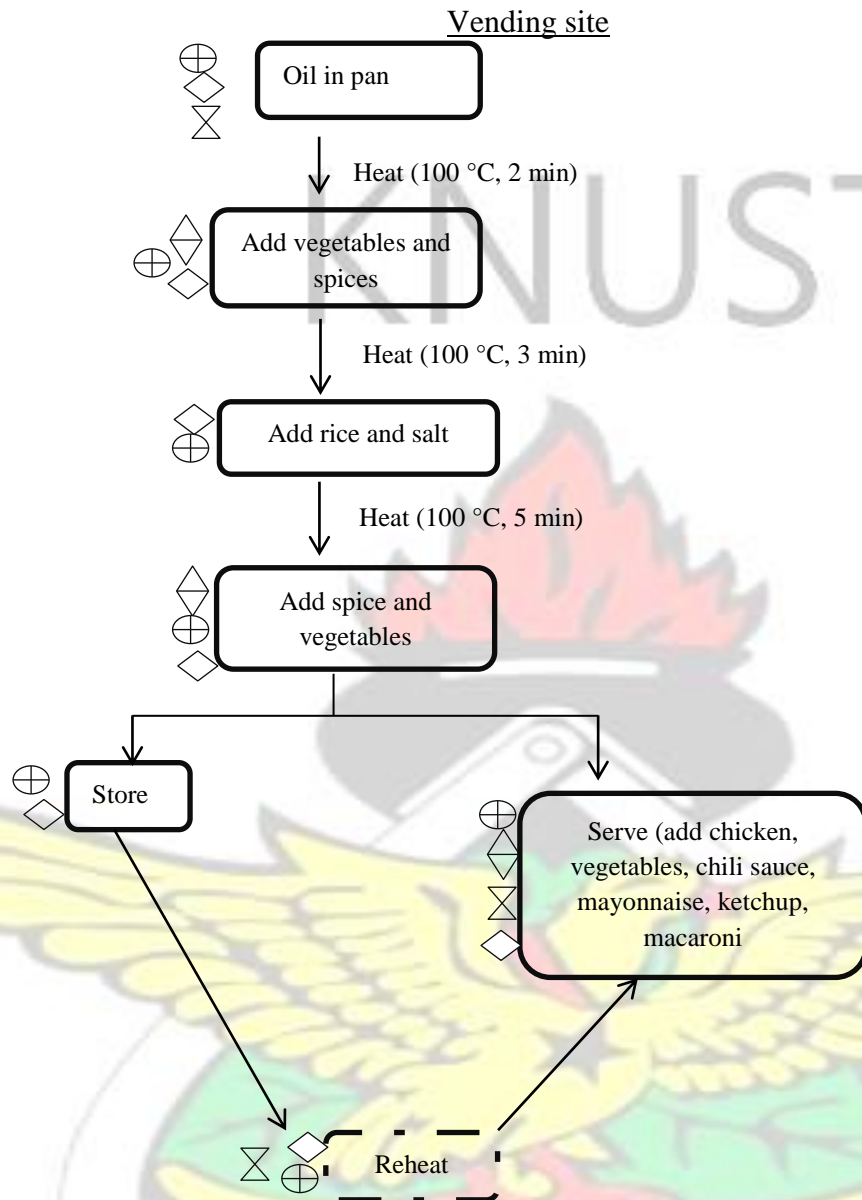 Vending site
Oil in pan
Heat (100 °C, 2 min)
KNUST
Add vegetables and
spices
Heat (100 °C, 3 min)
Add rice and salt
Heat (100 °C, 5 min)
Add spice and
vegetables
Store
Serve (add chicken,
vegetables, chili sauce,
mayonnaise, ketchup,
macaroni
Reheat